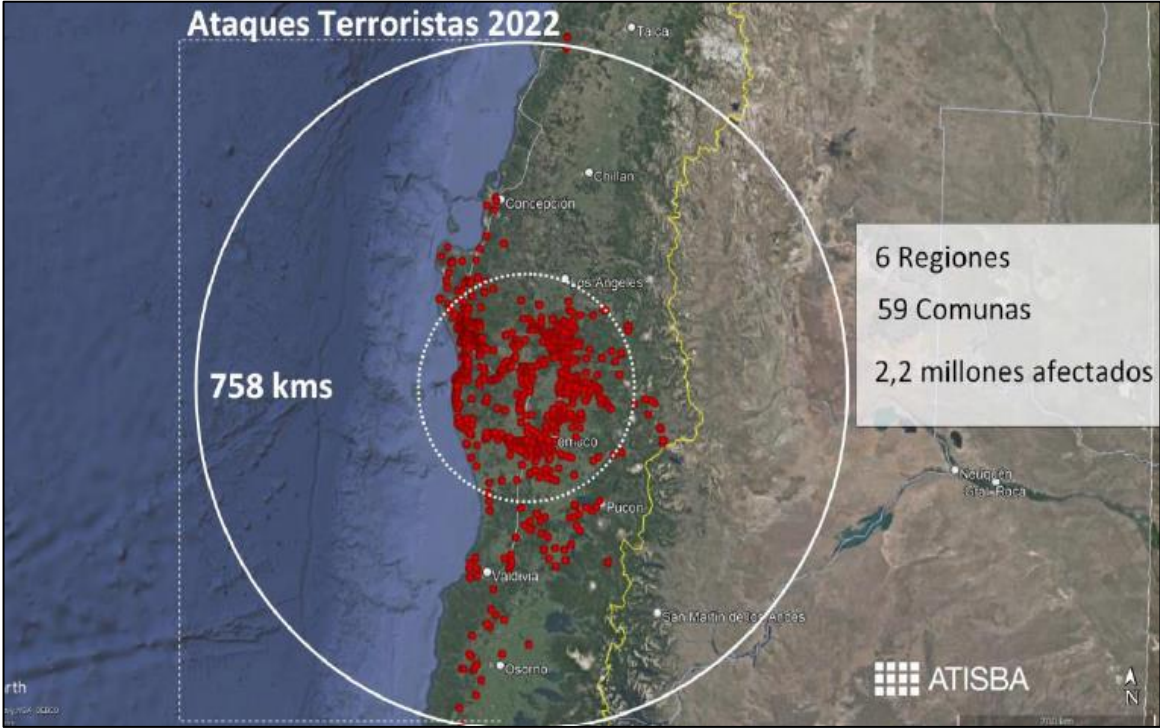 Ataques Terroristas 2022
Talca
Chillan
Concepción
6 Regiones
Los Angeles
59 Comunas
2,2 millones afectados
758 kms
Temuco
Neuquén
Gral Roca
Pucon
Valdivia
San Martin de los Andes
Osorno
ATISBA
N